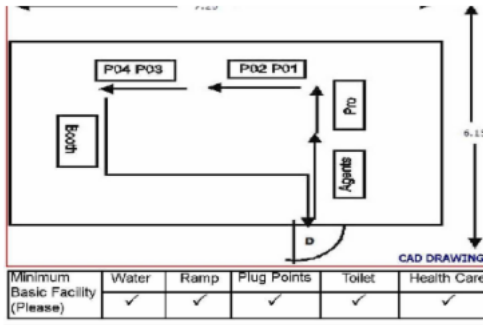 P04 P03
P02 P01
Pro
Booth
Agents
D
CAD DRAWING
Minimum Basic Facility (Please)
Water
Ramp
Plug Points
Toilet
Health Care
✓ ✓ ✓ ✓ ✓